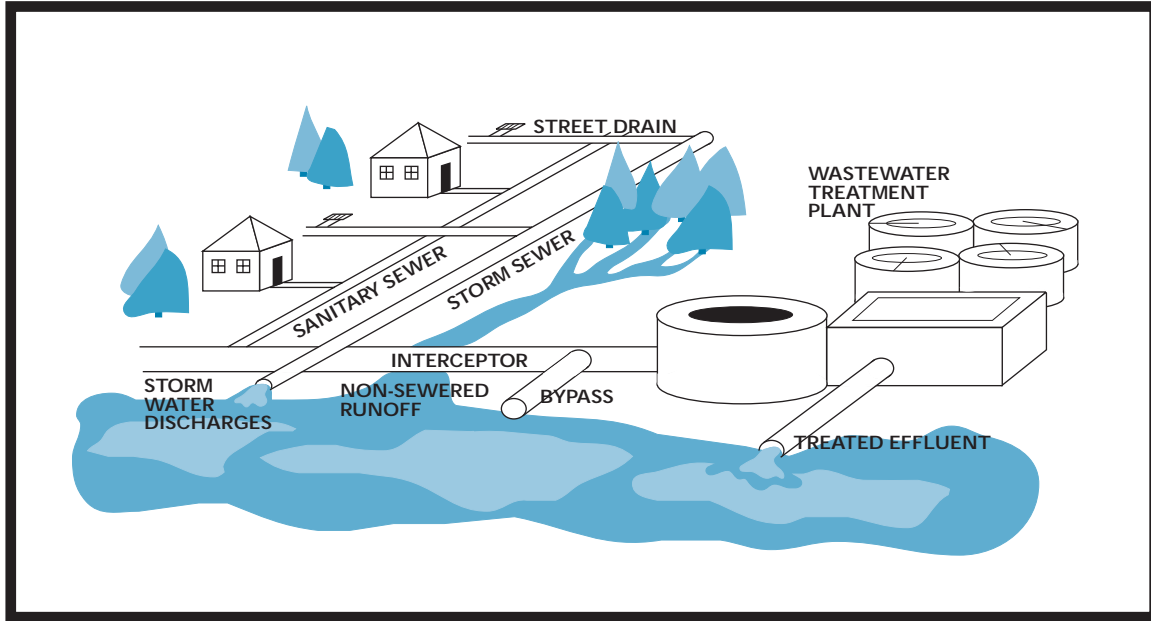 STREET DRAIN
WASTEWATER
TREATMENT
PLANT
SANITARY SEWER
STORM SEWER
INTERCEPTOR
STORM
WATER
DISCHARGES
NON-SEWERED
RUNOFF
BYPASS
TREATED EFFLUENT